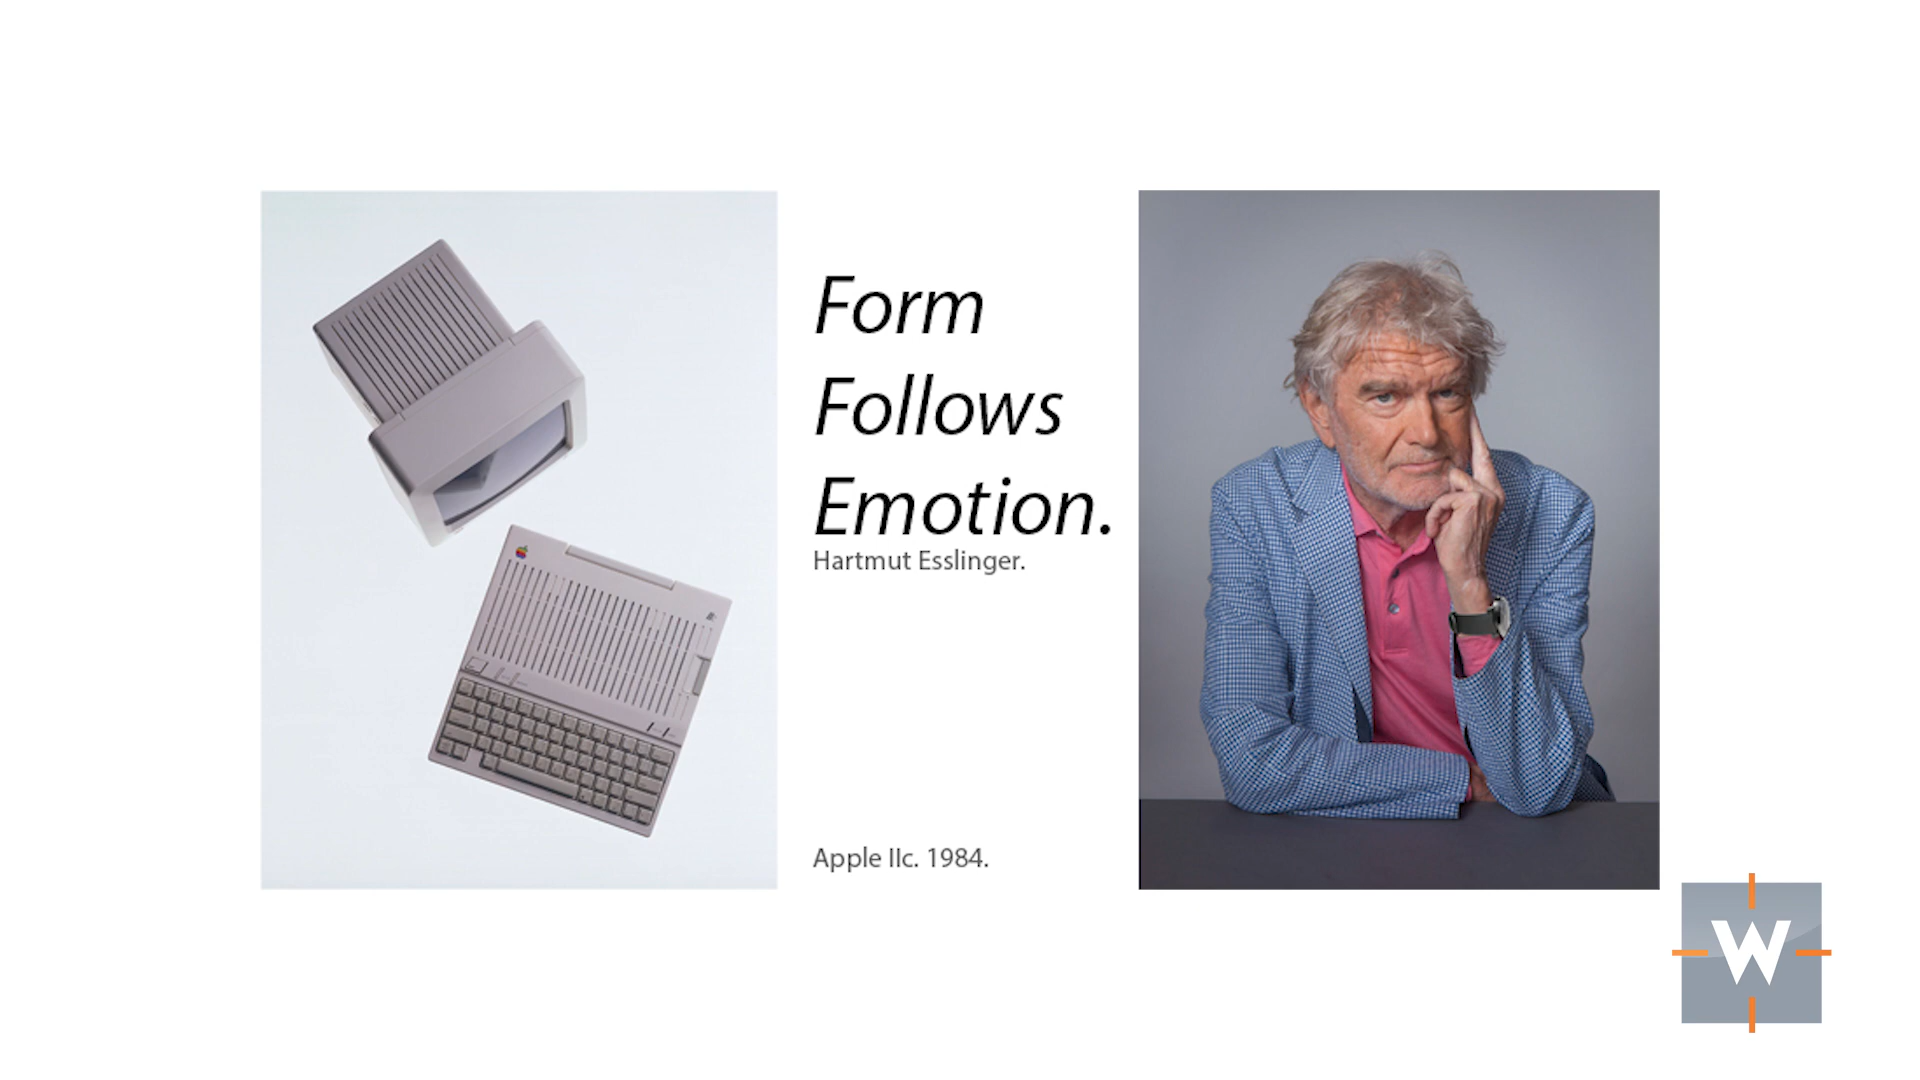 Form
Follows
Emotion.
Hartmut Esslinger.
Apple IIc. 1984.
W